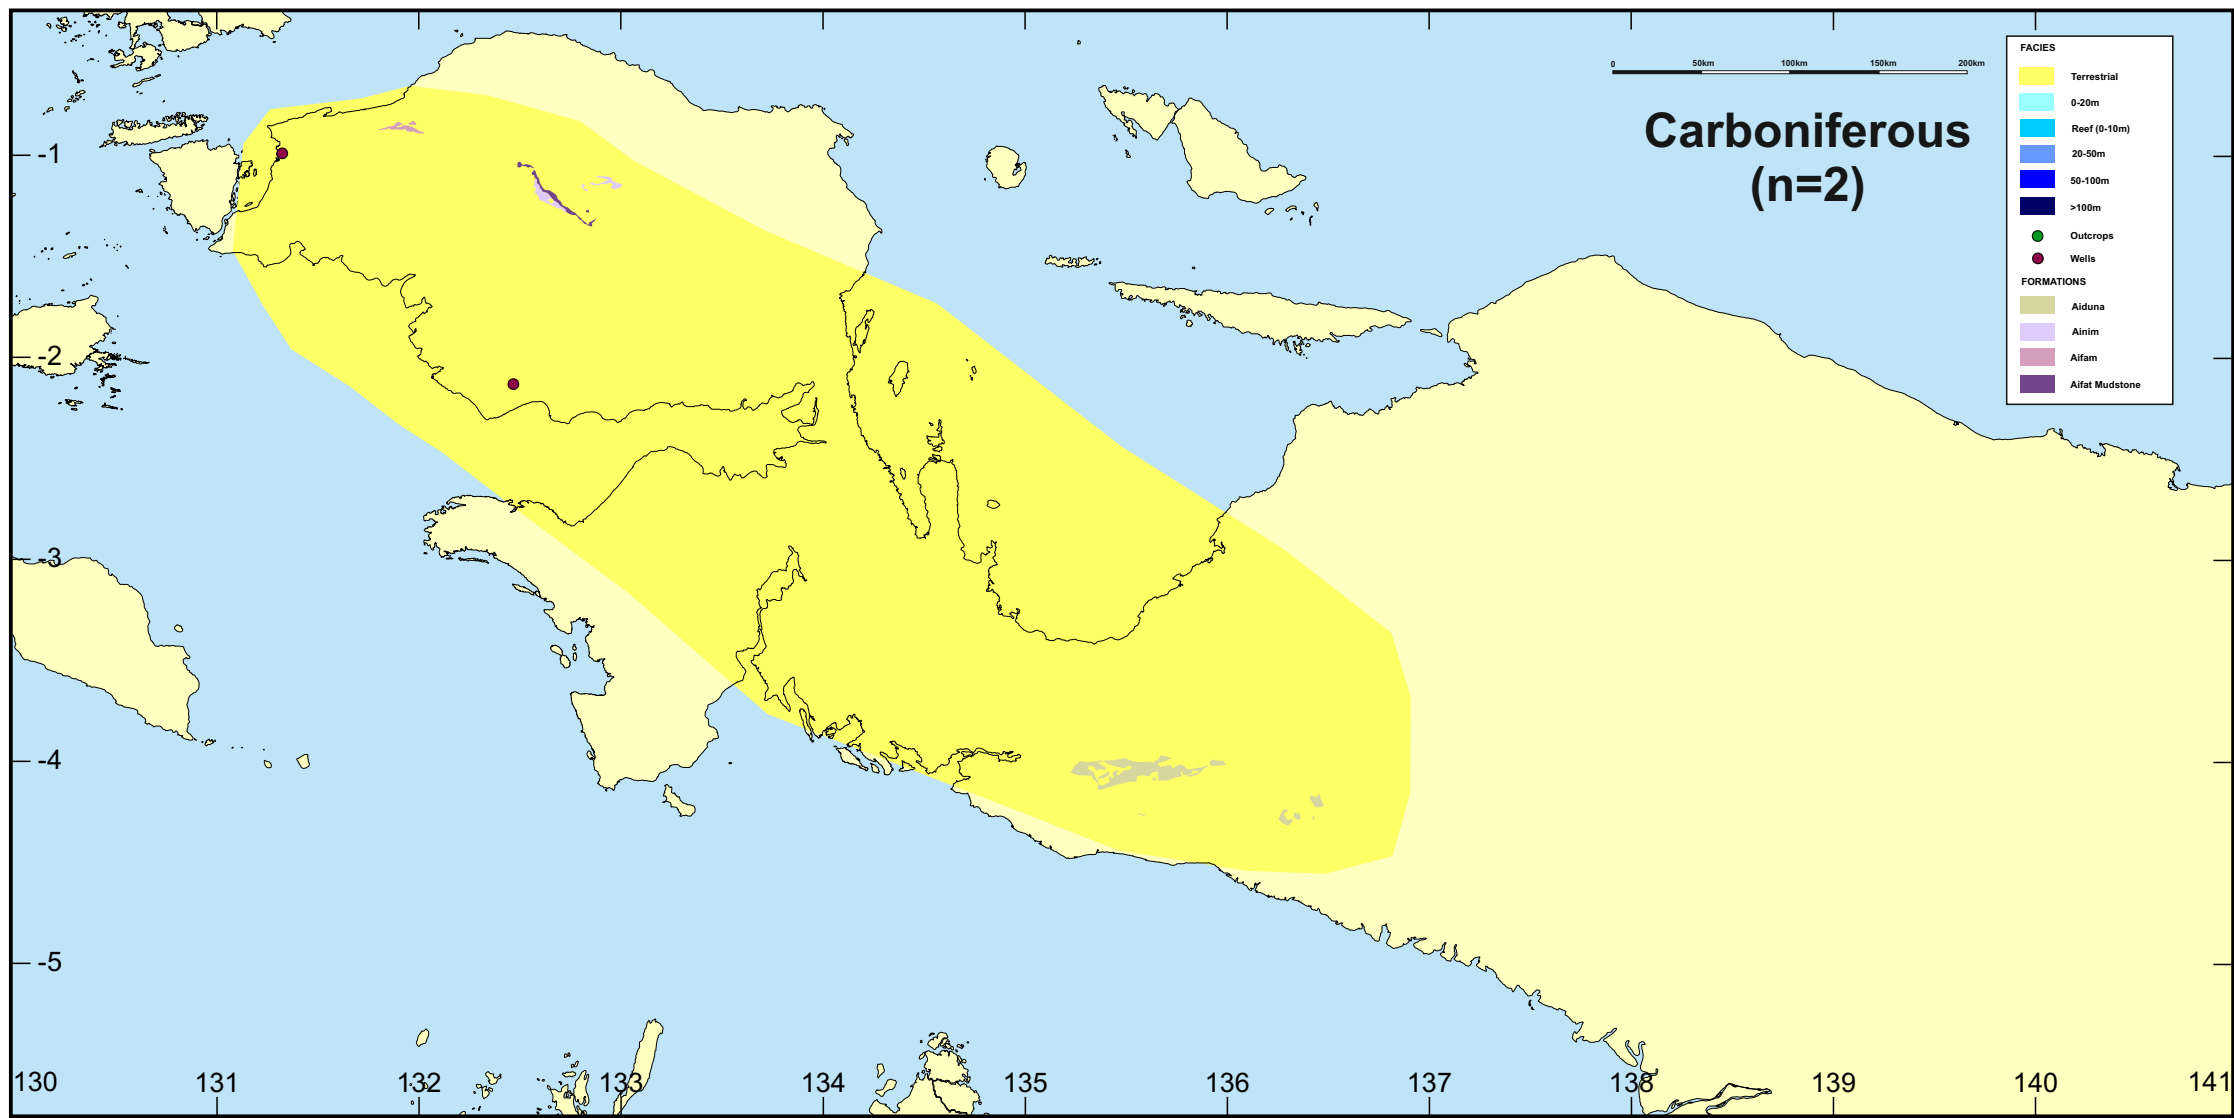 0 50km 100km 150km 200km
Carboniferous
(n=2)
FACIES
Terrestrial
0-20m
Reef (0-10m)
20-50m
50-100m
>100m
Outcrops
Wells
FORMATIONS
Aiduna
Ainim
Aifam
Aifat Mudstone
-1
-2
-3
-4
-5
130 131 132 133 134 135 136 137 138 139 140 141